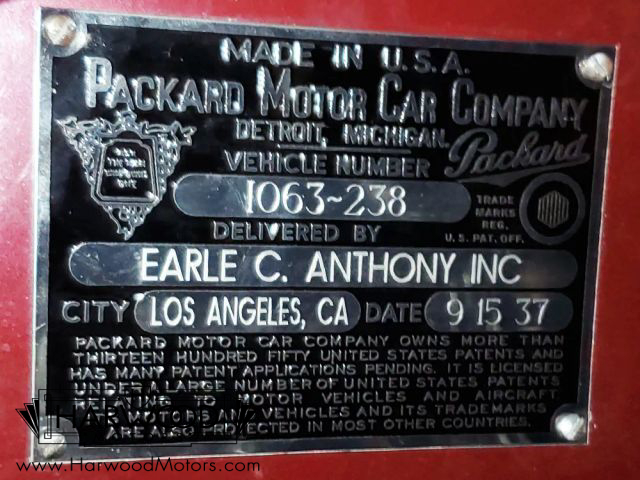 MADE IN U.S.A.
PACKARD MOTOR CAR COMPANY
DETROIT, MICHIGAN.
Packard
VEHICLE NUMBER
1063~238
TRADE
MARKS
REG.
U.S. PAT. OFF.
DELIVERED BY
EARLE C. ANTHONY INC
CITY LOS ANGELES, CA DATE 9 15 37
PACKARD MOTOR CAR COMPANY OWNS MORE THAN
THIRTEEN HUNDRED FIFTY UNITED STATES PATENTS AND
HAS MANY PATENT APPLICATIONS PENDING. IT IS LICENSED
UNDER A LARGE NUMBER OF UNITED STATES PATENTS
RELATING TO MOTOR VEHICLES AND AIRCRAFT
MOTORS AND VEHICLES AND ITS TRADEMARKS
ARE ALSO PROTECTED IN MOST OTHER COUNTRIES.
www.HarwoodMotors.com